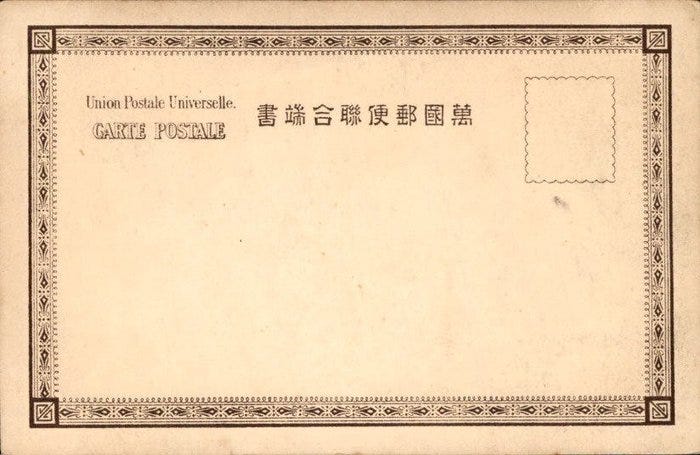 Union Postale Universelle.
CARTE POSTALE
萬國郵便聯合端書